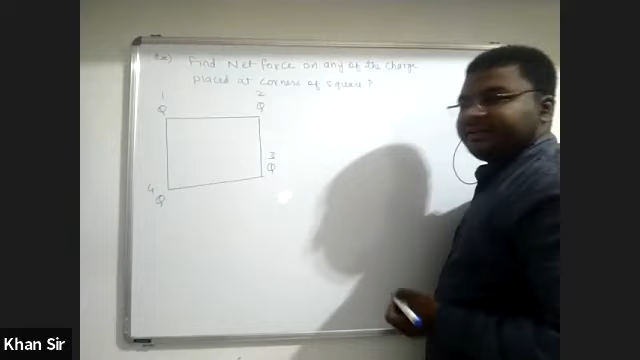 Ex) Find Net force on any of the charge
placed at corners of square ?
1
Q
2
Q
3
Q
4
Q
Khan Sir